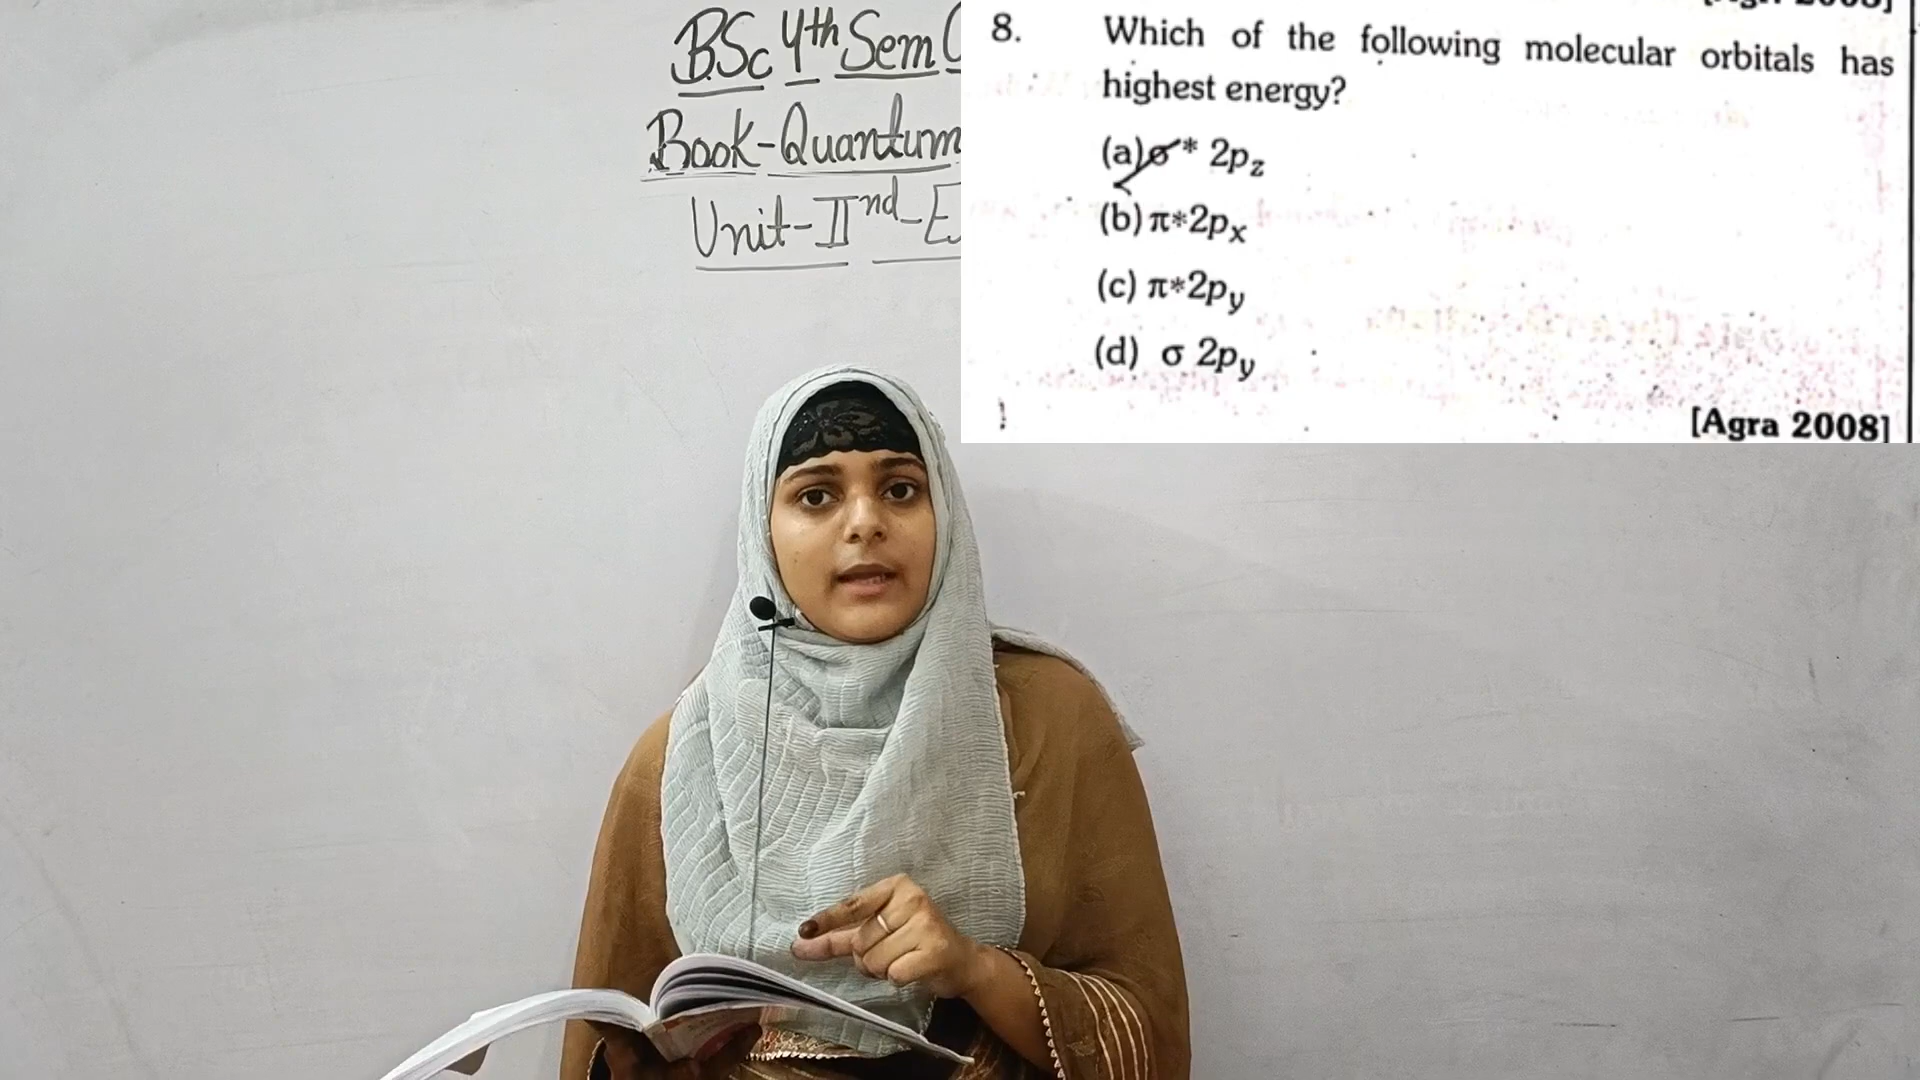 BSc 4th Sem
Book-Quantum
Unit-IInd-
8. Which of the following molecular orbitals has
highest energy?
(a) σ* 2pz
(b) π*2px
(c) π*2py
(d) σ 2py
[Agra 2008]